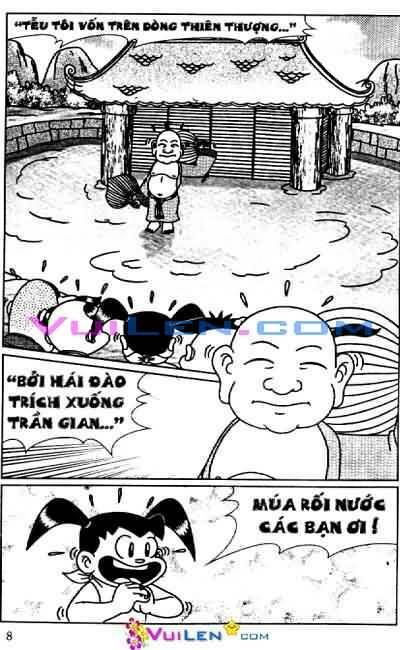 "TỄU TÔI VỐN TRÊN DÒNG THIÊN THƯỢNG..."
VuiLen.com
"BỞI HÁI ĐÀO
TRÍCH XUỐNG
TRẦN GIAN..."
MÚA RỐI NƯỚC
CÁC BẠN ƠI!
8
VuiLen.com